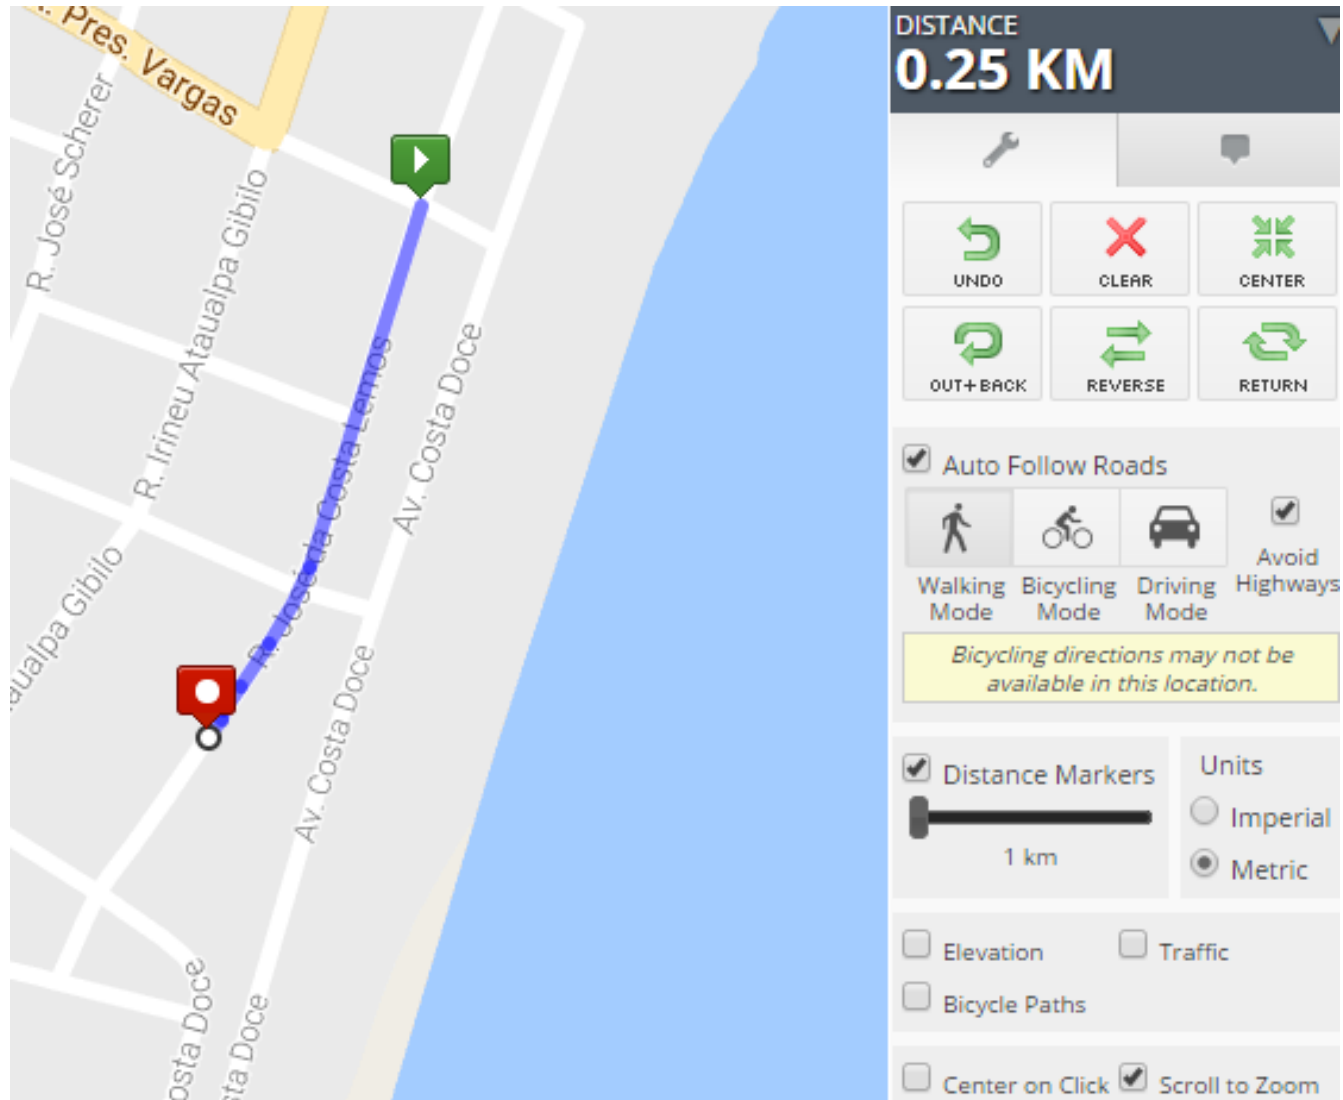 Pres. Vargas
R. José Scherer
R. Irineu Ataualpa Gibilo
R. José da Costa Lemos
Av. Costa Doce
Av. Costa Doce
Gibilo
osta Doce
sta Doce
DISTANCE
0.25 KM
UNDO
CLEAR
CENTER
OUT+BACK
REVERSE
RETURN
Auto Follow Roads
Walking
Mode
Bicycling
Mode
Driving
Mode
Avoid
Highways
Bicycling directions may not be
available in this location.
Distance Markers
1 km
Units
Imperial
Metric
Elevation
Traffic
Bicycle Paths
Center on Click
Scroll to Zoom